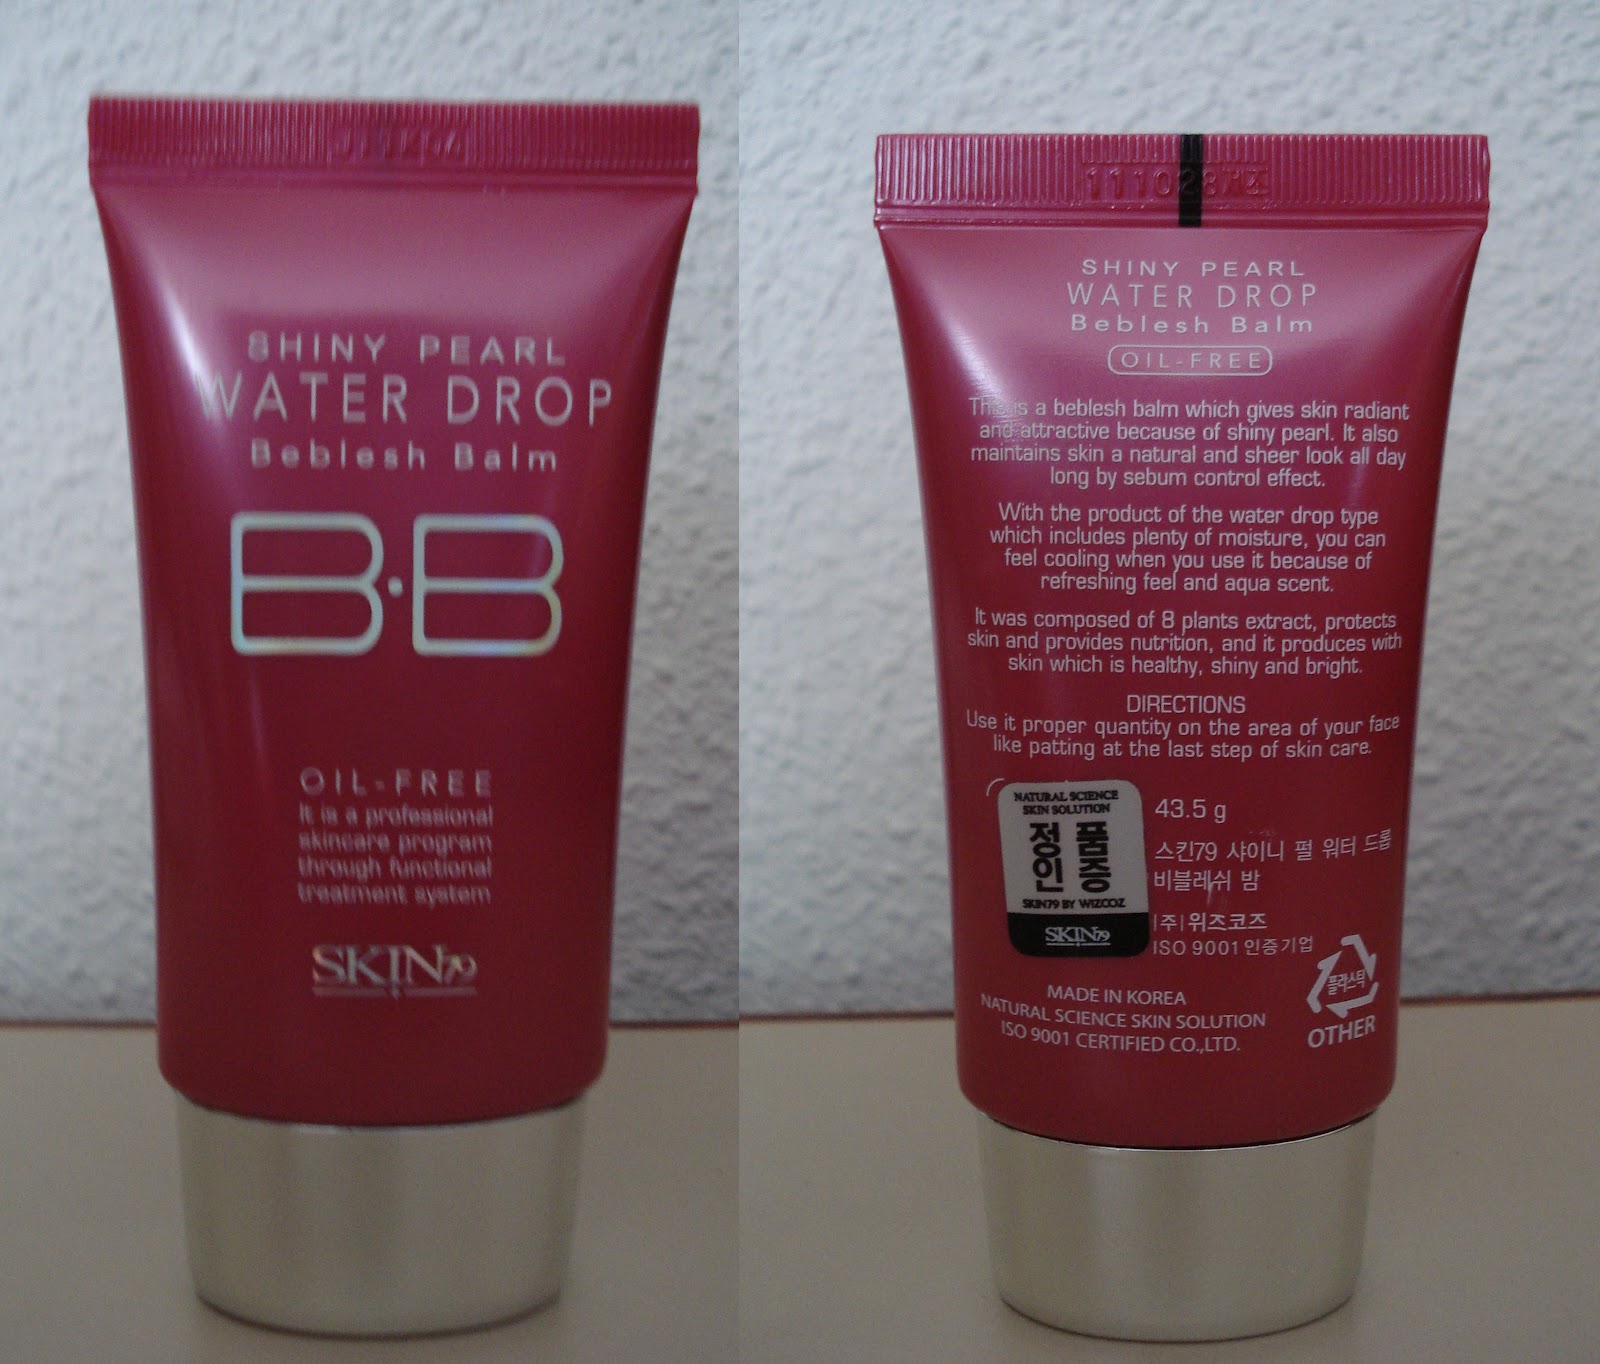 SHINY PEARL
WATER DROP
Beblesh Balm
B·B
OIL-FREE
It is a professional
skincare program
through functional
treatment system
SKIN79
111028제조
SHINY PEARL
WATER DROP
Beblesh Balm
OIL-FREE
This is a beblesh balm which gives skin radiant
and attractive because of shiny pearl. It also
maintains skin a natural and sheer look all day
long by sebum control effect.
With the product of the water drop type
which includes plenty of moisture, you can
feel cooling when you use it because of
refreshing feel and aqua scent.
It was composed of 8 plants extract, protects
skin and provides nutrition, and it produces with
skin which is healthy, shiny and bright.
DIRECTIONS
Use it proper quantity on the area of your face
like patting at the last step of skin care.
NATURAL SCIENCE
SKIN SOLUTION
정품
인증
SKIN79 BY WIZCOZ
SKIN79
43.5 g
스킨79 샤이니 펄 워터 드롭
비블레쉬 밤
(주)위즈코즈
ISO 9001 인증기업
MADE IN KOREA
NATURAL SCIENCE SKIN SOLUTION
ISO 9001 CERTIFIED CO.,LTD.
플라스틱
OTHER